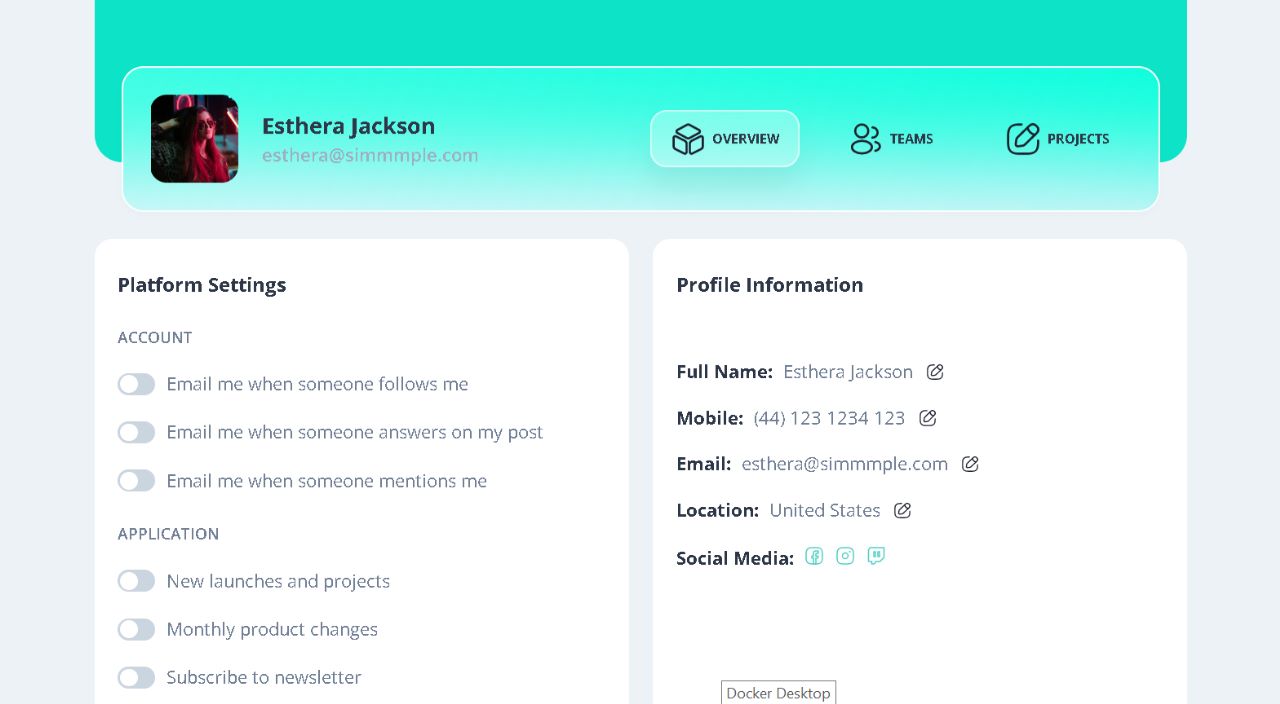 Esthera Jackson
esthera@simmmple.com
OVERVIEW
TEAMS
PROJECTS
Platform Settings
ACCOUNT
Email me when someone follows me
Email me when someone answers on my post
Email me when someone mentions me
APPLICATION
New launches and projects
Monthly product changes
Subscribe to newsletter
Profile Information
Full Name: Esthera Jackson
Mobile: (44) 123 1234 123
Email: esthera@simmmple.com
Location: United States
Social Media:
Docker Desktop